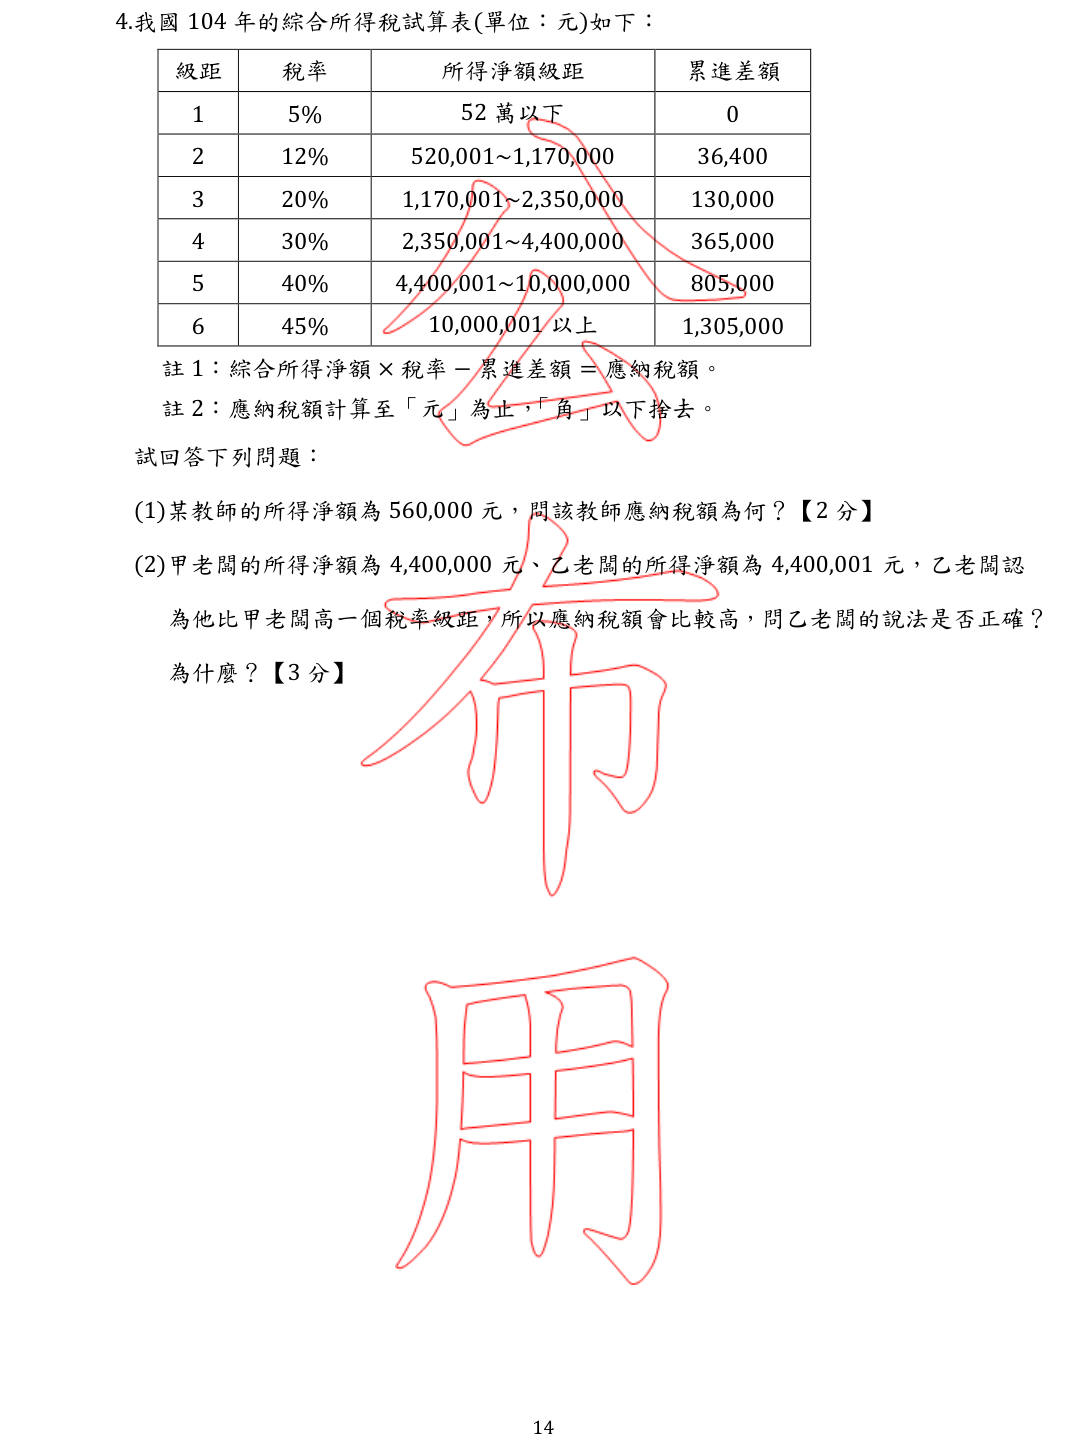 4.我國 104 年的綜合所得稅試算表(單位：元)如下：
級距 稅率 所得淨額級距 累進差額
1 5% 52 萬以下 0
2 12% 520,001~1,170,000 36,400
3 20% 1,170,001~2,350,000 130,000
4 30% 2,350,001~4,400,000 365,000
5 40% 4,400,001~10,000,000 805,000
6 45% 10,000,001 以上 1,305,000
註 1：綜合所得淨額 × 稅率 − 累進差額 = 應納稅額。
註 2：應納稅額計算至「元」為止，「角」以下捨去。
試回答下列問題：
(1)某教師的所得淨額為 560,000 元，問該教師應納稅額為何？【2 分】
(2)甲老闆的所得淨額為 4,400,000 元、乙老闆的所得淨額為 4,400,001 元，乙老闆認
為他比甲老闆高一個稅率級距，所以應納稅額會比較高，問乙老闆的說法是否正確？
為什麼？【3 分】
公
布
用
14